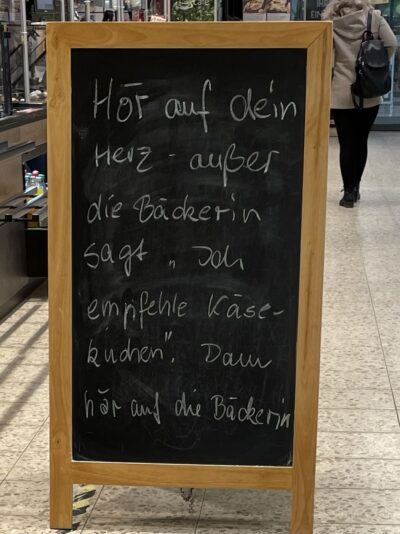 Hör auf dein
Herz - außer
die Bäckerin
sagt „Ich
empfehle Käse-
kuchen". Dann
hör auf die Bäckerin